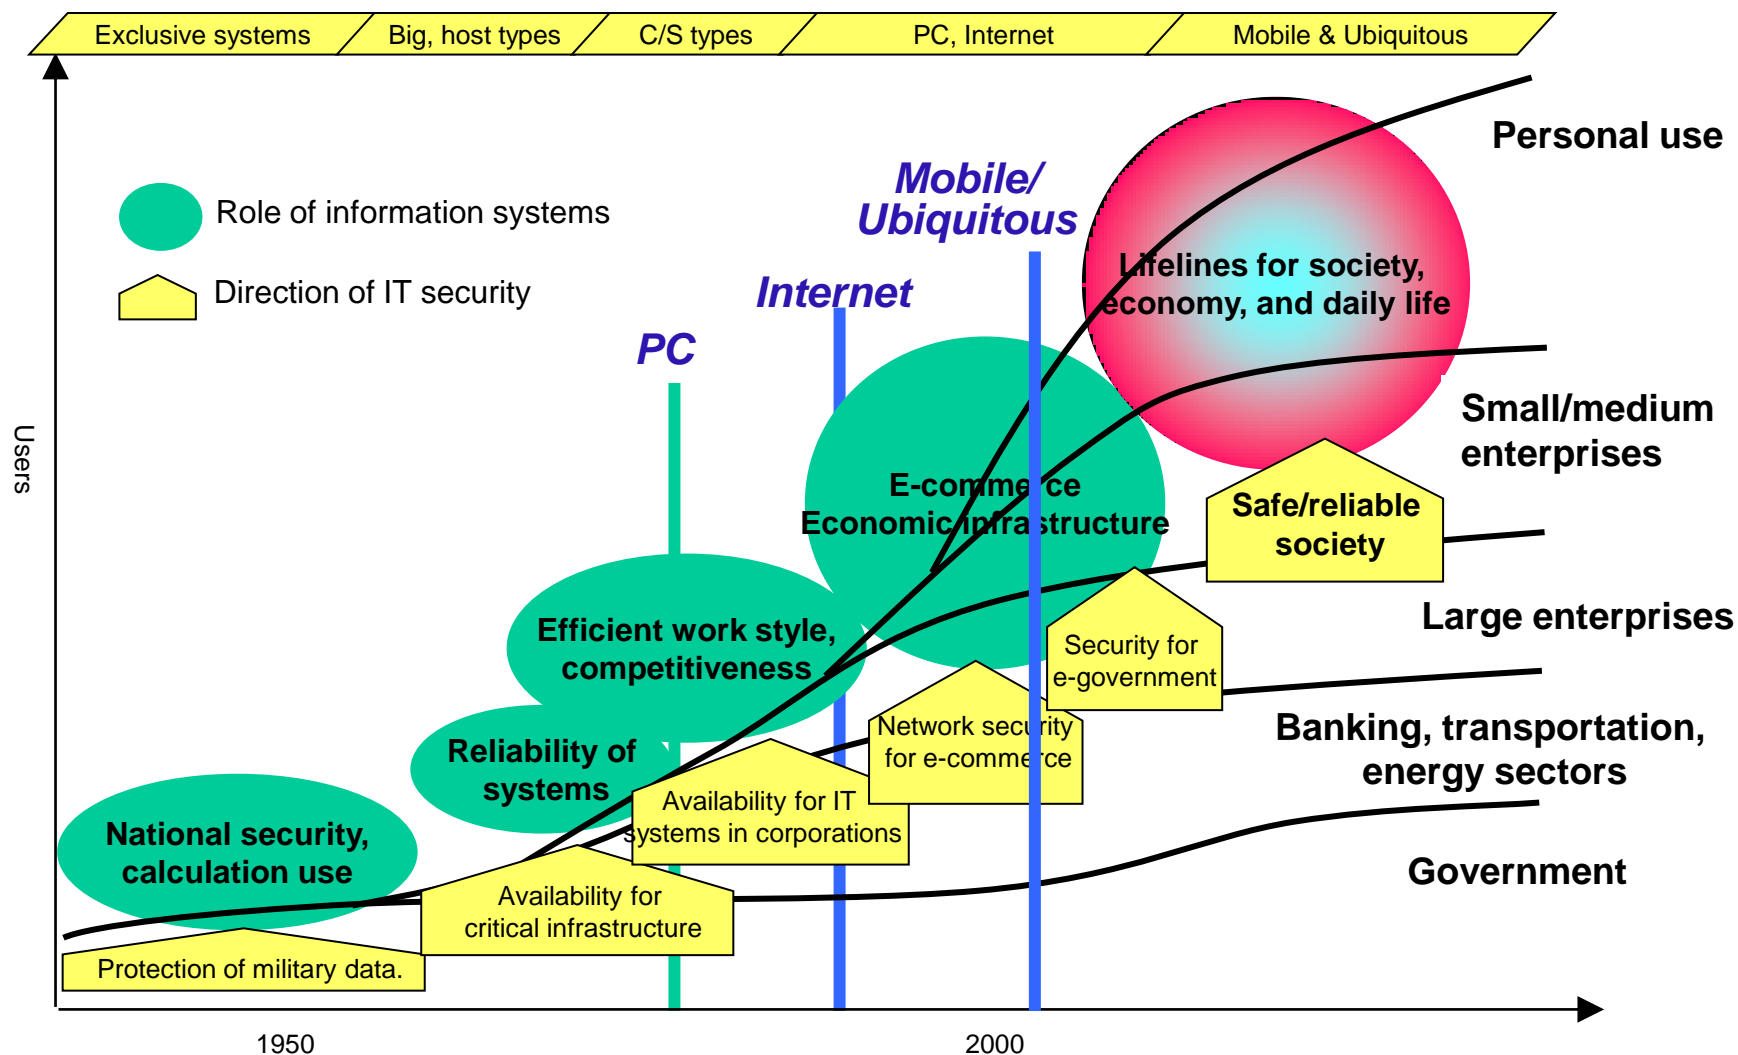 Exclusive systems
Big, host types
C/S types
PC, Internet
Mobile & Ubiquitous
Personal use
Mobile/
Ubiquitous
Role of information systems
Direction of IT security
Internet
PC
Lifelines for society,
economy, and daily life
Small/medium
enterprises
Users
E-commerce
Economic infrastructure
Safe/reliable
society
Large enterprises
Efficient work style,
competitiveness
Security for
e-government
Network security
for e-commerce
Banking, transportation,
energy sectors
Reliability of
systems
Availability for IT
systems in corporations
National security,
calculation use
Government
Availability for
critical infrastructure
Protection of military data.
1950
2000